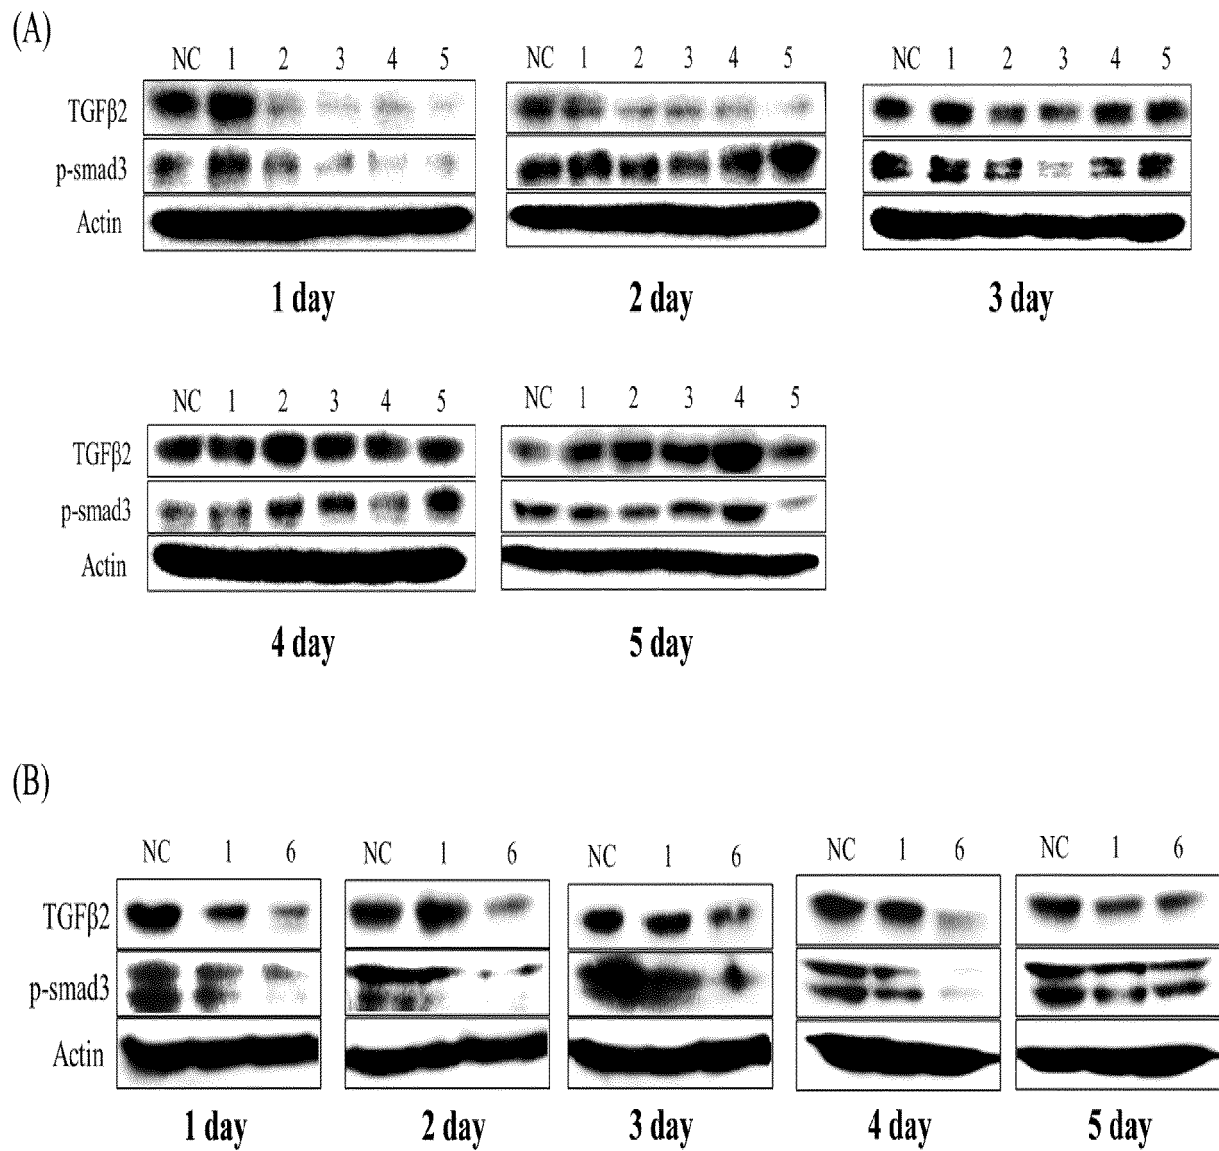 (A)
NC 1 2 3 4 5
NC 1 2 3 4 5
NC 1 2 3 4 5
TGFβ2
p-smad3
Actin
1 day
2 day
3 day
NC 1 2 3 4 5
NC 1 2 3 4 5
TGFβ2
p-smad3
Actin
4 day
5 day
(B)
NC 1 6
NC 1 6
NC 1 6
NC 1 6
NC 1 6
TGFβ2
p-smad3
Actin
1 day
2 day
3 day
4 day
5 day